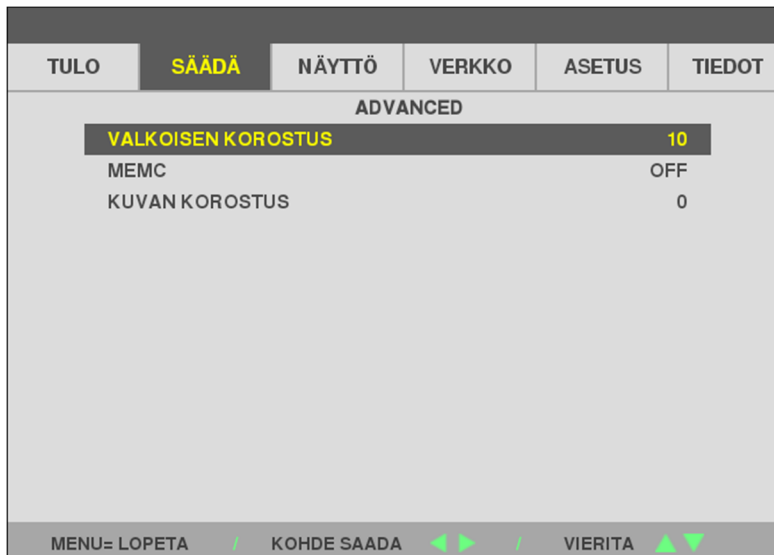 TULO SÄÄDÄ NÄYTTÖ VERKKO ASETUS TIEDOT
ADVANCED
VALKOISEN KOROSTUS 10
MEMC OFF
KUVAN KOROSTUS 0
MENU= LOPETA / KOHDE SAADA ◀ ▶ / VIERITA ▲ ▼